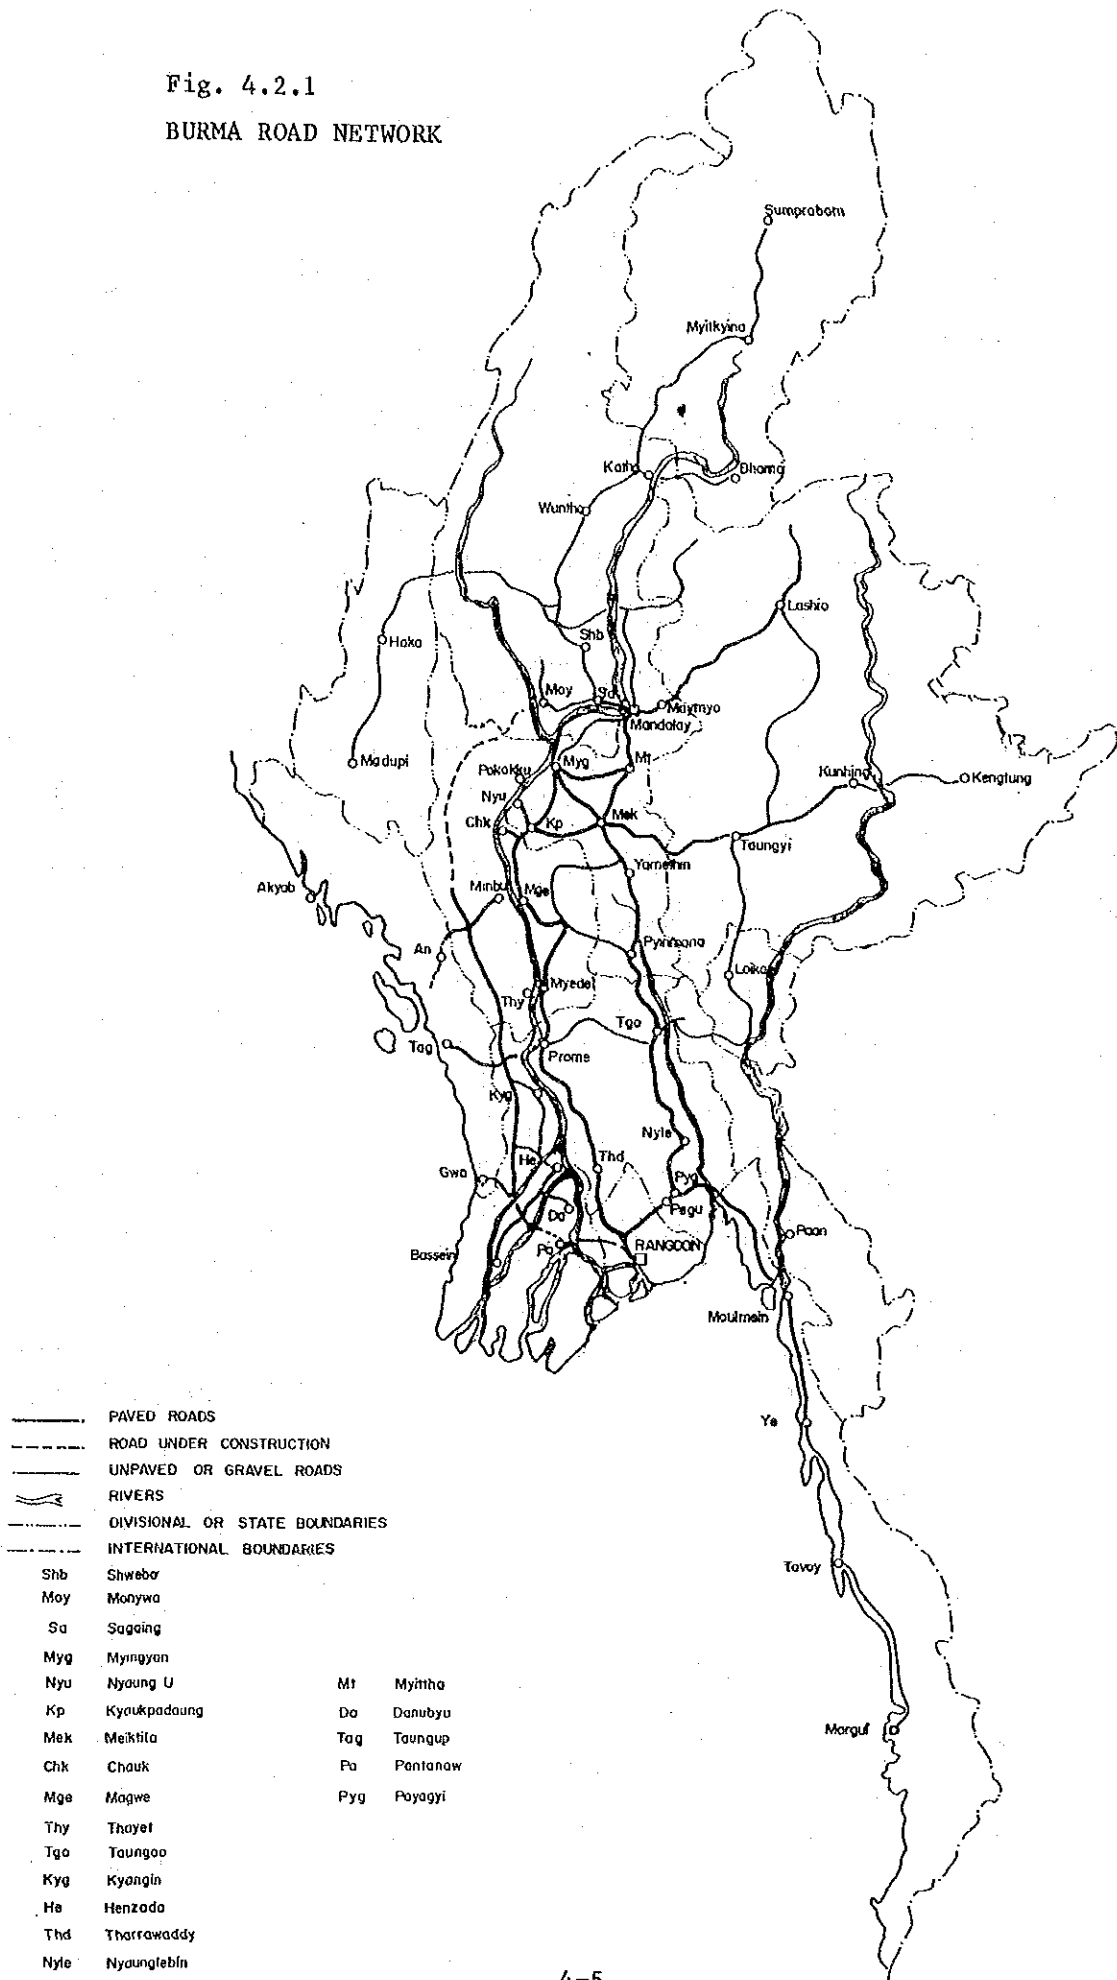 Fig. 4.2.1
BURMA ROAD NETWORK
Sumprabam
Myitkyina
Katha
Bhamo
Wuntho
Lashio
Haka
Shb
Moy
Sa
Maymyo
Mandalay
Madupi
Pokokku
Myg
Mt
Kunhing
Kengtung
Nyu
Chk
Kp
Mek
Taungyi
Yamethin
Akyab
Minbu
Mge
An
Pyinmana
Loikaw
Thy
Myedel
Tgo
Tag
Prome
Kyg
Nyle
He
Thd
Gwa
Pyg
Pegu
Da
Paan
Bassein
Pa
RANGOON
Moulmein
Ye
Tavoy
Mergui
PAVED ROADS
ROAD UNDER CONSTRUCTION
UNPAVED OR GRAVEL ROADS
RIVERS
DIVISIONAL OR STATE BOUNDARIES
INTERNATIONAL BOUNDARIES
Shb Shwebo
Moy Monywa
Sa Sagaing
Myg Myingyan
Nyu Nyaung U
Kp Kyaukpadaung
Mek Meiktila
Chk Chauk
Mge Magwe
Thy Thayet
Tgo Taungoo
Kyg Kyangin
He Henzada
Thd Tharrawaddy
Nyle Nyaunglebin
Mt Myittha
Da Danubyu
Tag Taungup
Pa Pantanaw
Pyg Payagyi
4-5